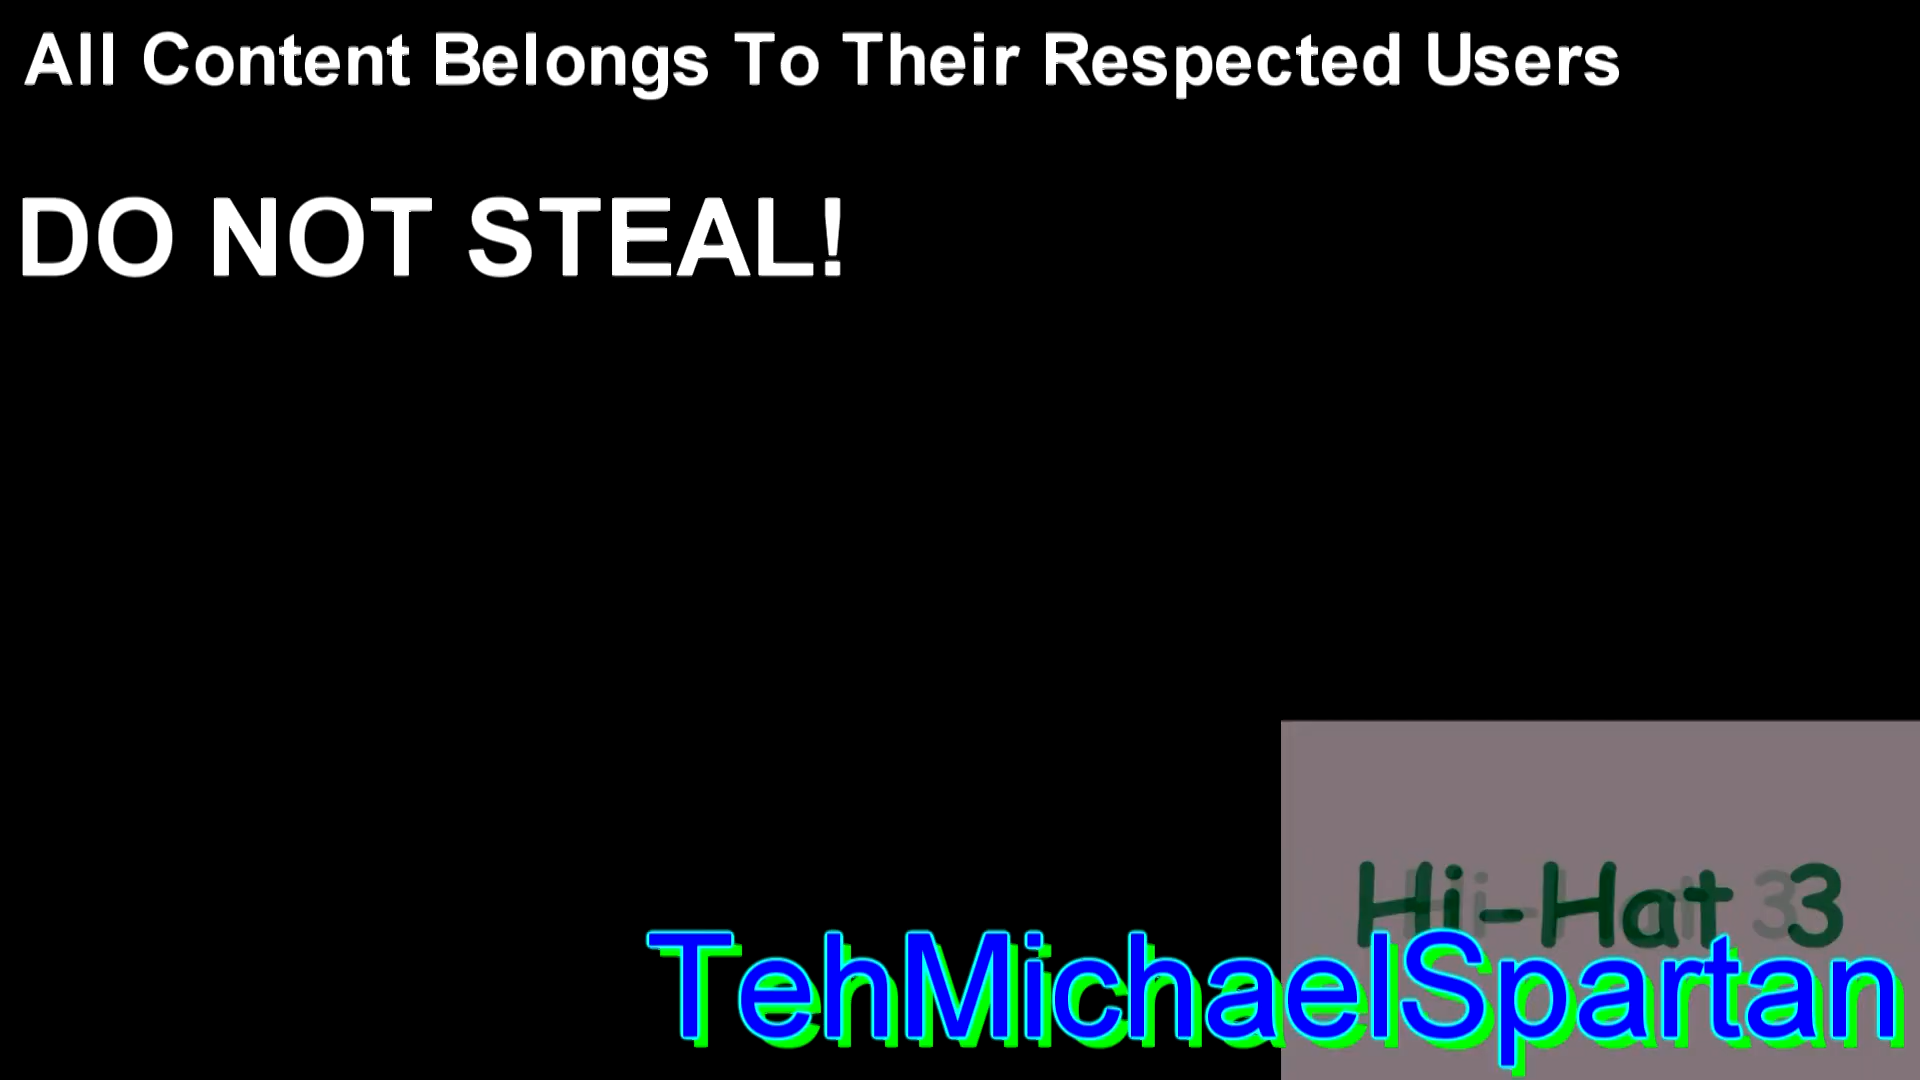 All Content Belongs To Their Respected Users
DO NOT STEAL!
Hi-Hat 3
TehMichaelSpartan